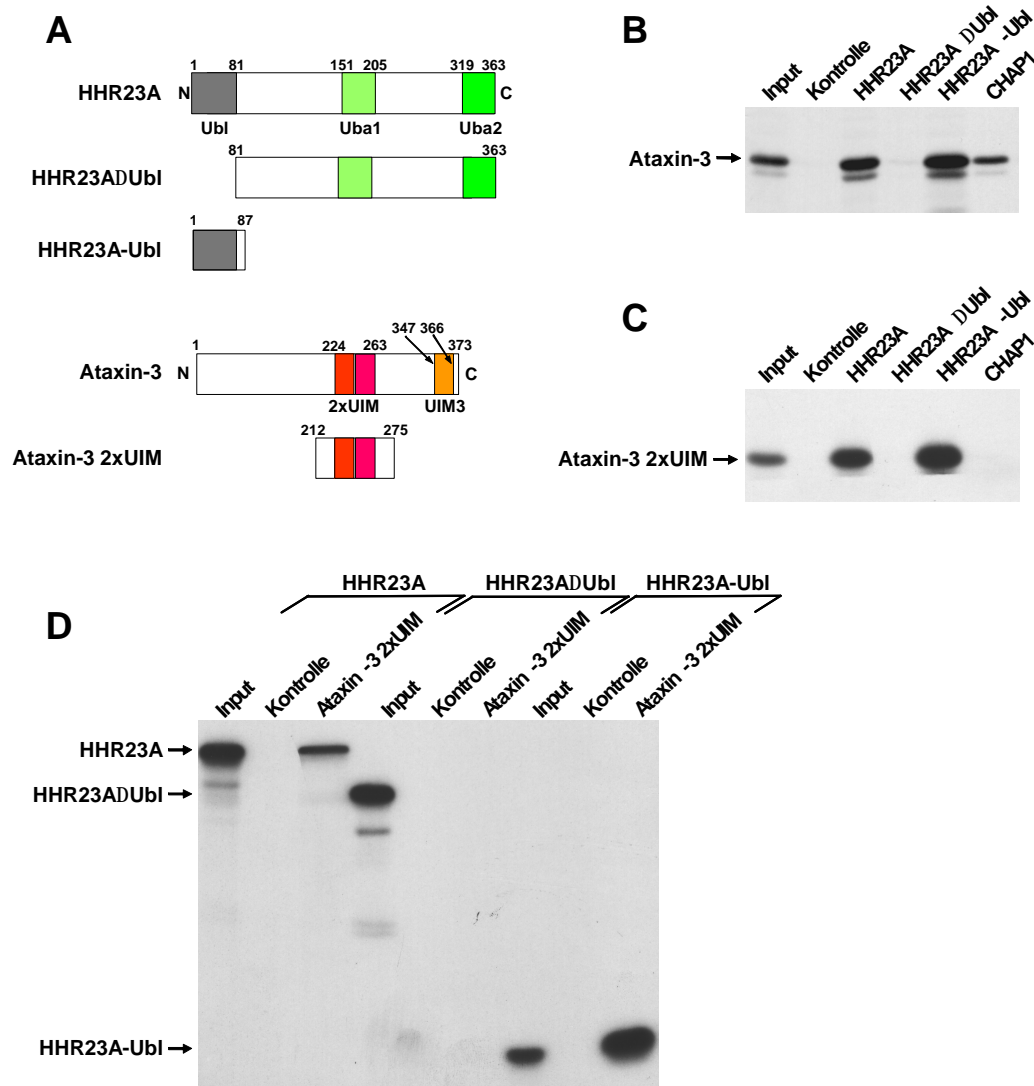 A
1 81 151 205 319 363
HHR23A N C
Ubl Uba1 Uba2
81 363
HHR23ADUbl
1 87
HHR23A-Ubl
347 366
1 224 263 373
Ataxin-3 N C
2xUIM UIM3
212 275
Ataxin-3 2xUIM
B
Input Kontrolle HHR23A HHR23A DUbl HHR23A -Ubl CHAP1
Ataxin-3
C
Input Kontrolle HHR23A HHR23A DUbl HHR23A -Ubl CHAP1
Ataxin-3 2xUIM
HHR23A HHR23ADUbl HHR23A-Ubl
D
Input Kontrolle Ataxin -3 2xUIM Input Kontrolle Ataxin -3 2xUIM Input Kontrolle Ataxin -3 2xUIM
HHR23A
HHR23ADUbl
HHR23A-Ubl